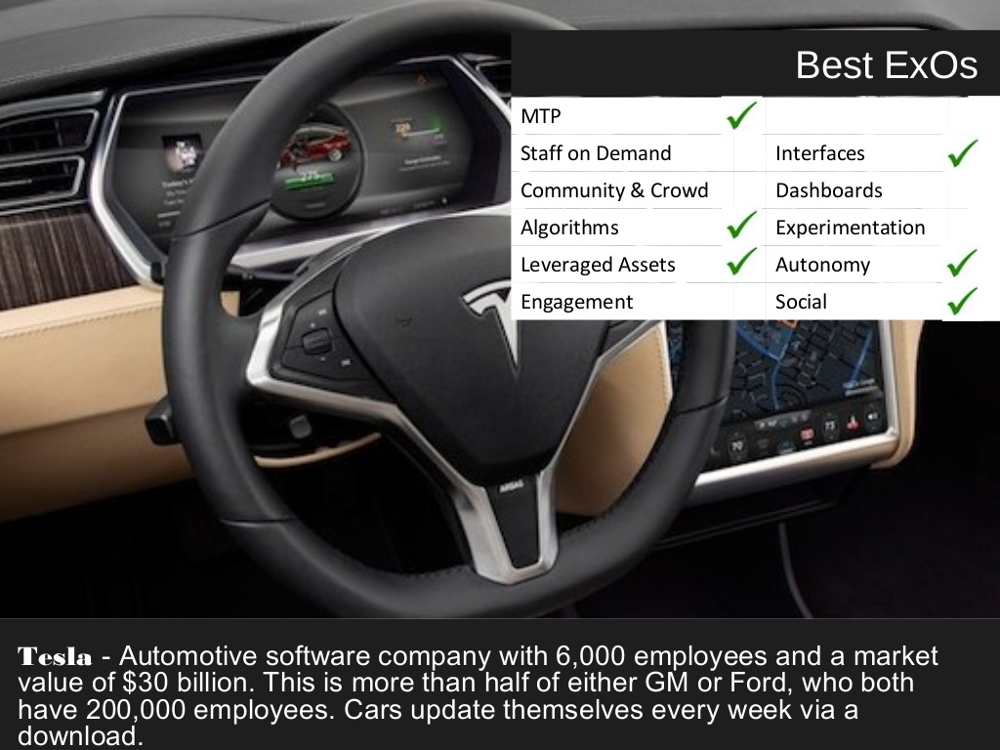 Best ExOs
MTP ✓
Staff on Demand Interfaces ✓
Community & Crowd Dashboards
Algorithms ✓ Experimentation
Leveraged Assets ✓ Autonomy ✓
Engagement Social ✓
AIRBAG
Tesla - Automotive software company with 6,000 employees and a market
value of $30 billion. This is more than half of either GM or Ford, who both
have 200,000 employees. Cars update themselves every week via a
download.